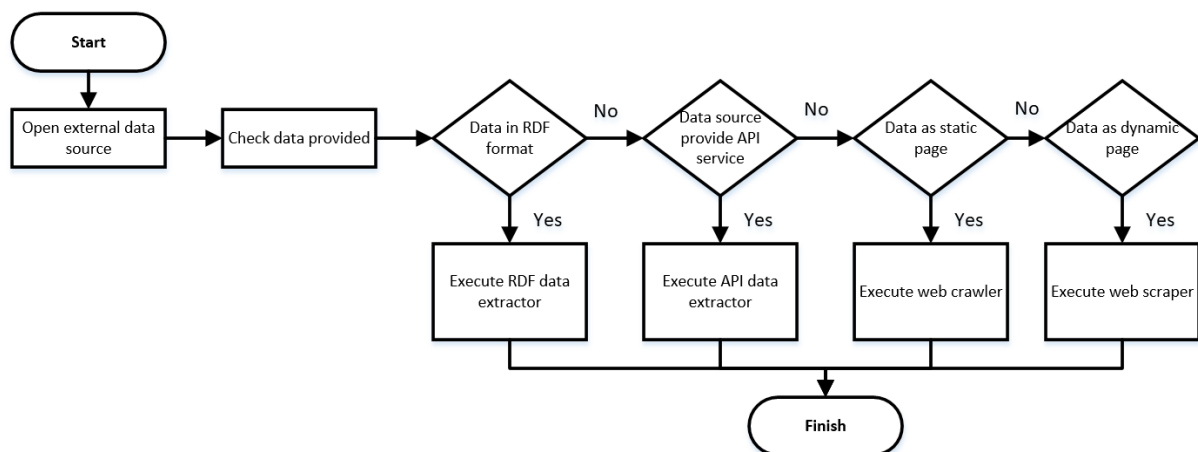 Start
Open external data
source
Check data provided
Data in RDF
format
No
Data source
provide API
service
No
Data as static
page
No
Data as dynamic
page
Yes
Yes
Yes
Yes
Execute RDF data
extractor
Execute API data
extractor
Execute web crawler
Execute web scraper
Finish